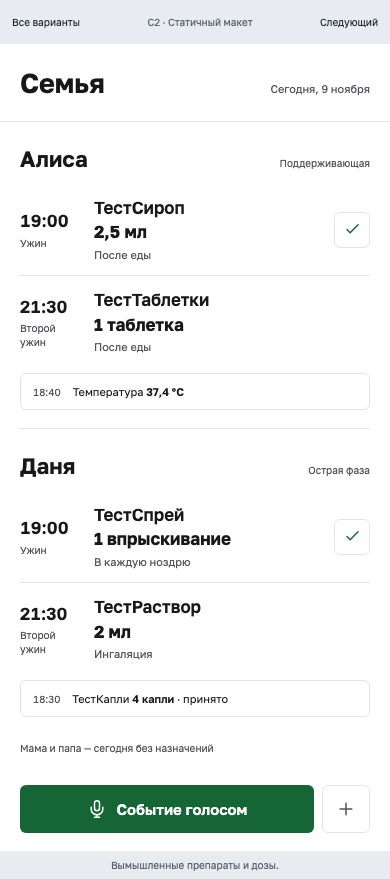 Все варианты
C2 · Статичный макет
Следующий
Семья
Сегодня, 9 ноября
Алиса
Поддерживающая
19:00
Ужин
ТестСироп
2,5 мл
После еды
21:30
Второй
ужин
ТестТаблетки
1 таблетка
После еды
18:40 Температура 37,4 °C
Даня
Острая фаза
19:00
Ужин
ТестСпрей
1 впрыскивание
В каждую ноздрю
21:30
Второй
ужин
ТестРаствор
2 мл
Ингаляция
18:30 ТестКапли 4 капли · принято
Мама и папа — сегодня без назначений
Событие голосом
Вымышленные препараты и дозы.